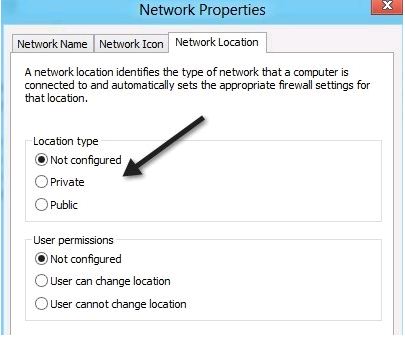 Network Properties
Network Name
Network Icon
Network Location
A network location identifies the type of network that a computer is
connected to and automatically sets the appropriate firewall settings for
that location.
Location type
Not configured
Private
Public
User permissions
Not configured
User can change location
User cannot change location